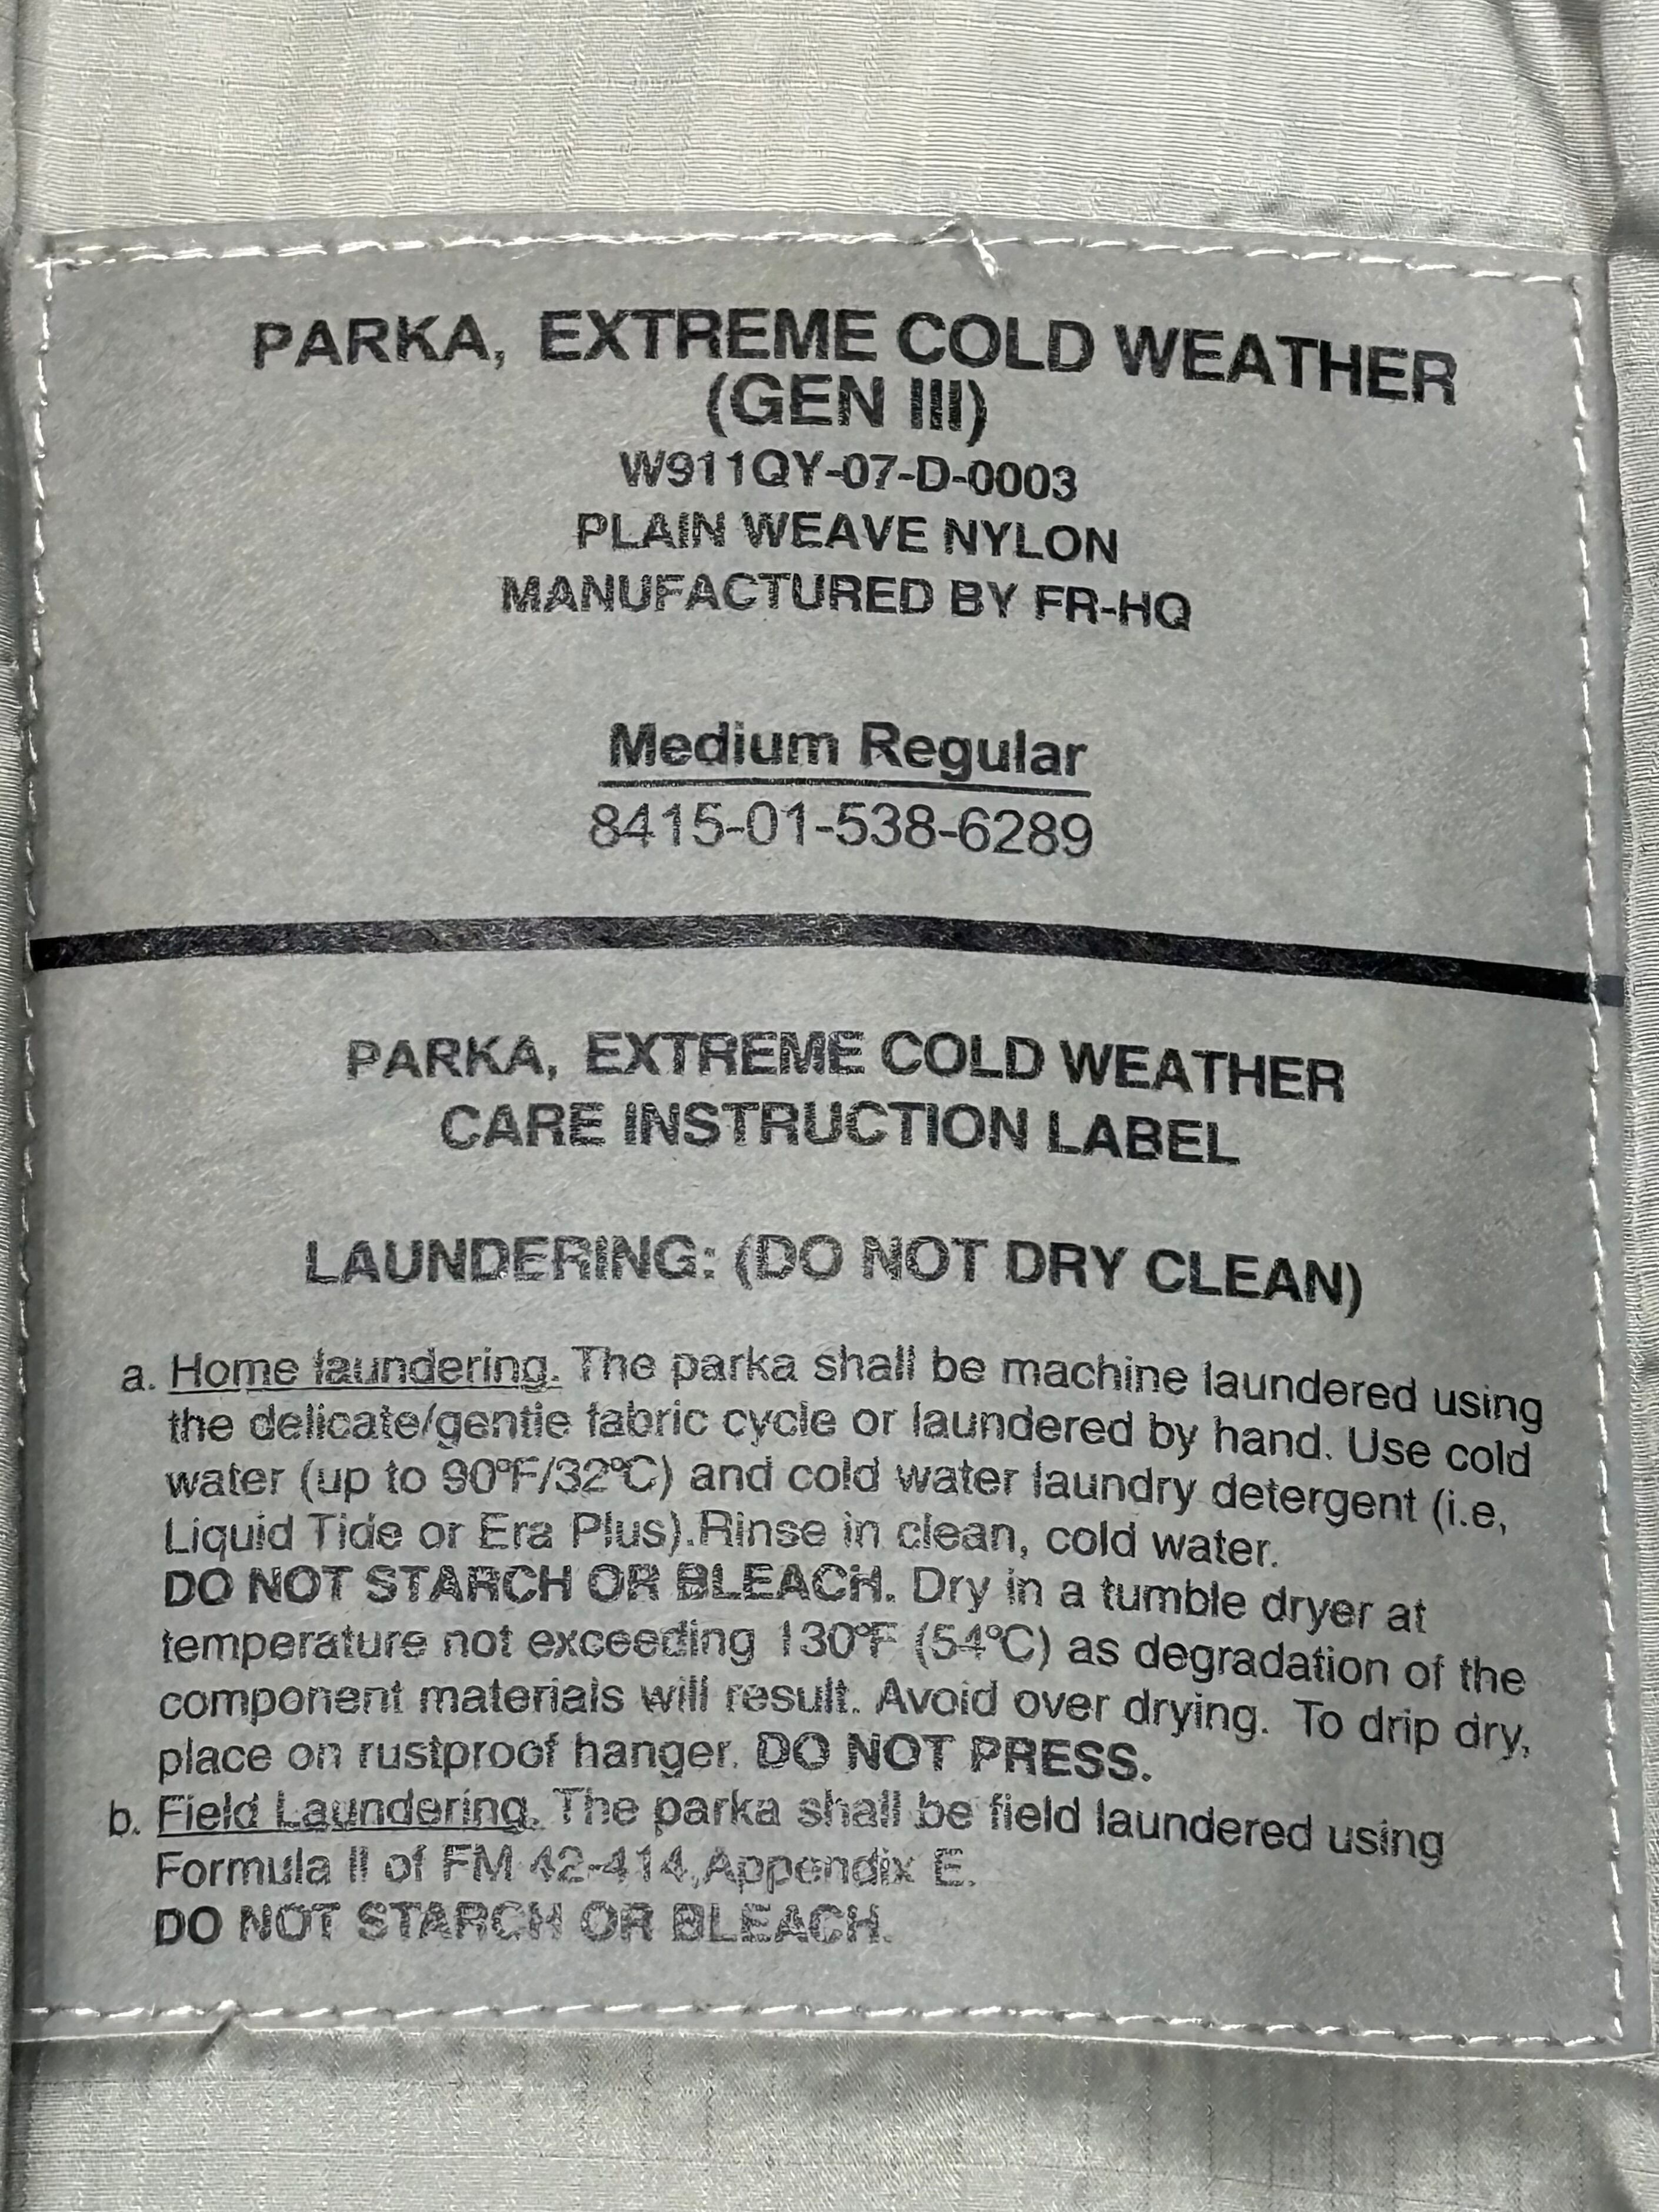 PARKA, EXTREME COLD WEATHER
(GEN III)
W911QY-07-D-0003
PLAIN WEAVE NYLON
MANUFACTURED BY FR-HQ
Medium Regular
8415-01-538-6289
PARKA, EXTREME COLD WEATHER
CARE INSTRUCTION LABEL
LAUNDERING: (DO NOT DRY CLEAN)
a. Home laundering. The parka shall be machine laundered using
the delicate/gentle fabric cycle or laundered by hand. Use cold
water (up to 90°F/32°C) and cold water laundry detergent (i.e,
Liquid Tide or Era Plus).Rinse in clean, cold water.
DO NOT STARCH OR BLEACH. Dry in a tumble dryer at
temperature not exceeding 130°F (54°C) as degradation of the
component materials will result. Avoid over drying. To drip dry,
place on rustproof hanger. DO NOT PRESS.
b. Field Laundering. The parka shall be field laundered using
Formula II of FM 42-414,Appendix E.
DO NOT STARCH OR BLEACH.